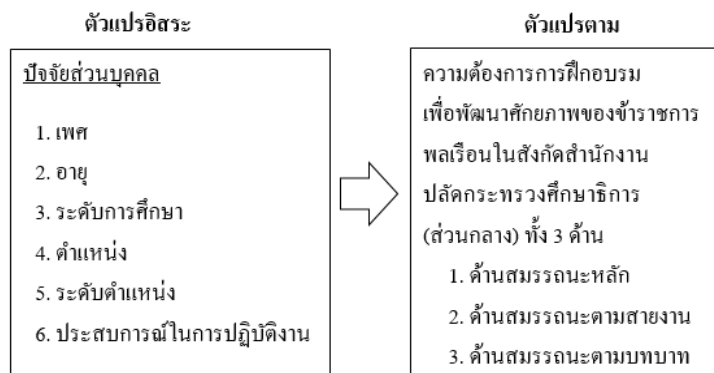 ตัวแปรอิสระ
ปัจจัยส่วนบุคคล
1. เพศ
2. อายุ
3. ระดับการศึกษา
4. ตำแหน่ง
5. ระดับตำแหน่ง
6. ประสบการณ์ในการปฏิบัติงาน
ตัวแปรตาม
ความต้องการการฝึกอบรม
เพื่อพัฒนาศักยภาพของข้าราชการ
พลเรือนในสังกัดสำนักงาน
ปลัดกระทรวงศึกษาธิการ
(ส่วนกลาง) ทั้ง 3 ด้าน
1. ด้านสมรรถนะหลัก
2. ด้านสมรรถนะตามสายงาน
3. ด้านสมรรถนะตามบทบาท